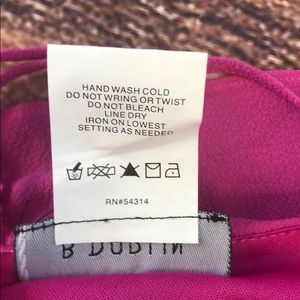 HAND WASH COLD
DO NOT WRING OR TWIST
DO NOT BLEACH
LINE DRY
IRON ON LOWEST
SETTING AS NEEDED
RN#54314